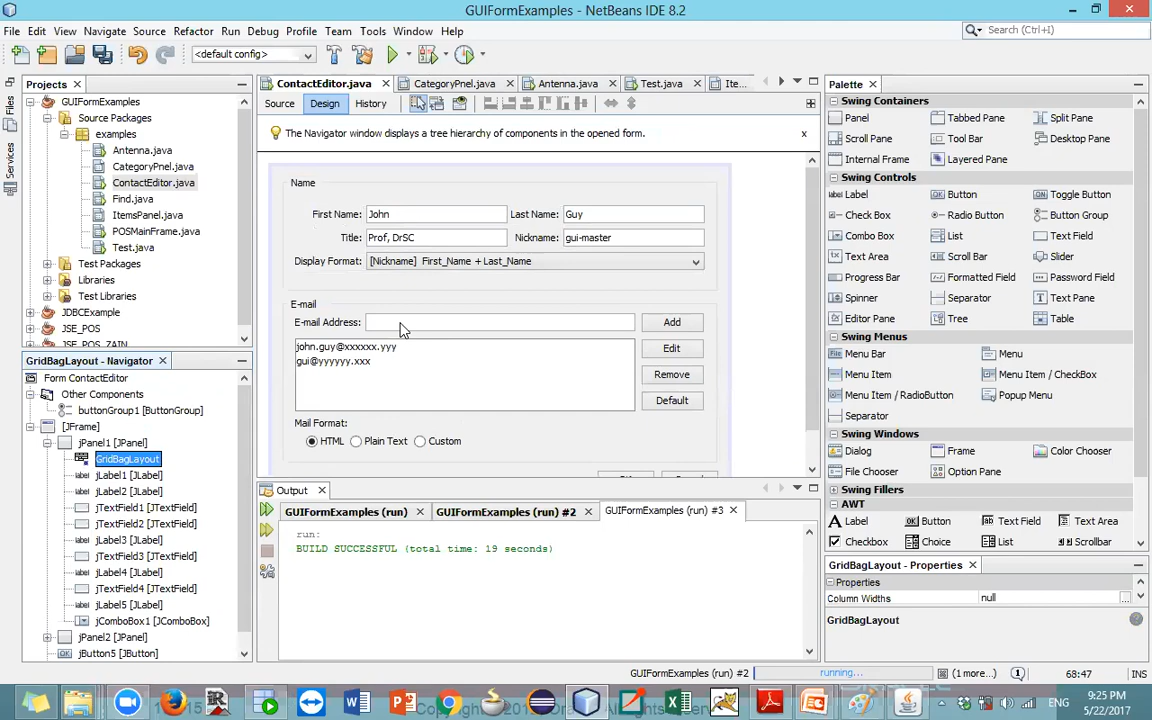 GUIFormExamples - NetBeans IDE 8.2
File Edit View Navigate Source Refactor Run Debug Profile Team Tools Window Help
Search (Ctrl+I)
<default config>
Files
Services
Projects
GUIFormExamples
Source Packages
examples
Antenna.java
CategoryPnel.java
ContactEditor.java
Find.java
ItemsPanel.java
POSMainFrame.java
Test.java
Test Packages
Libraries
Test Libraries
JDBCExample
JSE_POS
JSE_POS_ZAIN
GridBagLayout - Navigator
Form ContactEditor
Other Components
buttonGroup1 [ButtonGroup]
[JFrame]
jPanel1 [JPanel]
GridBagLayout
jLabel1 [JLabel]
jLabel2 [JLabel]
jTextField1 [JTextField]
jTextField2 [JTextField]
jLabel3 [JLabel]
jTextField3 [JTextField]
jLabel4 [JLabel]
jTextField4 [JTextField]
jLabel5 [JLabel]
jComboBox1 [JComboBox]
jPanel2 [JPanel]
jButton5 [JButton]
ContactEditor.java CategoryPnel.java Antenna.java Test.java Ite...
Source Design History
The Navigator window displays a tree hierarchy of components in the opened form.
x
Name
First Name: John Last Name: Guy
Title: Prof, DrSC Nickname: gui-master
Display Format: [Nickname] First_Name + Last_Name
E-mail
E-mail Address: Add
john.guy@xxxxxx.yyy Edit
gui@yyyyyy.xxx
Remove
Default
Mail Format:
HTML Plain Text Custom
Output
GUIFormExamples (run) GUIFormExamples (run) #2 GUIFormExamples (run) #3
run:
BUILD SUCCESSFUL (total time: 19 seconds)
Palette
Swing Containers
Panel Tabbed Pane Split Pane
Scroll Pane Tool Bar Desktop Pane
Internal Frame Layered Pane
Swing Controls
Label Button Toggle Button
Check Box Radio Button Button Group
Combo Box List Text Field
Text Area Scroll Bar Slider
Progress Bar Formatted Field Password Field
Spinner Separator Text Pane
Editor Pane Tree Table
Swing Menus
Menu Bar Menu
Menu Item Menu Item / CheckBox
Menu Item / RadioButton Popup Menu
Separator
Swing Windows
Dialog Frame Color Chooser
File Chooser Option Pane
Swing Fillers
AWT
Label Button Text Field Text Area
Checkbox Choice List Scrollbar
GridBagLayout - Properties
Properties
Column Widths null ...
GridBagLayout
GUIFormExamples (run) #2 running... (1 more...) 68:47 INS
ENG
9:25 PM
5/22/2017